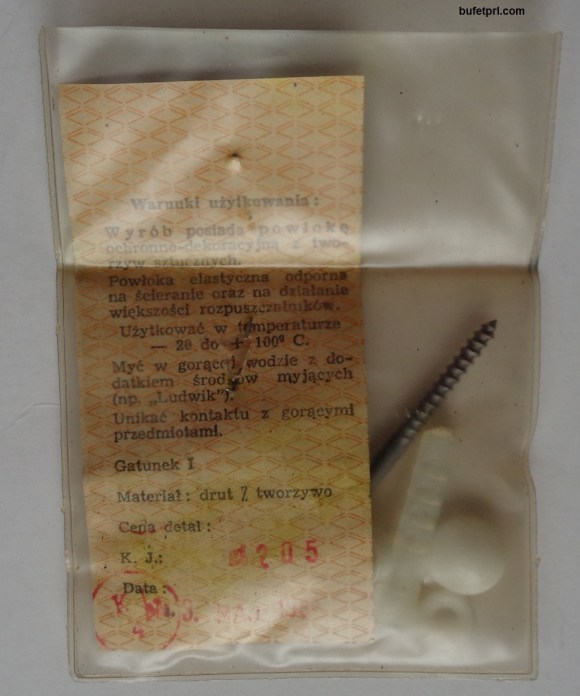 bufetprl.com
Warunki użytkowania:
Wyrób posiada powłokę
ochronno-dekoracyjną z two-
rzyw sztucznych.
Powłoka elastyczna odporna
na ścieranie oraz na działanie
większości rozpuszczalników.
Użytkować w temperaturze
— 20 do + 100° C.
Myć w gorącej wodzie z do-
datkiem środków myjących
(np. „Ludwik").
Unikać kontaktu z gorącymi
przedmiotami.
Gatunek I
Materiał: drut / tworzywo
Cena detal:
K. J.: 205
Data:
K
4